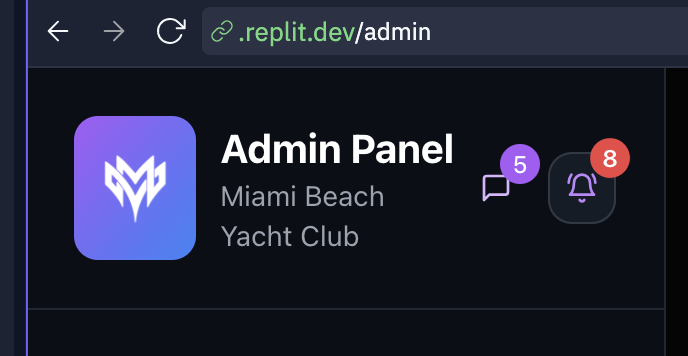 .replit.dev/admin
Admin Panel
5
8
Miami Beach
Yacht Club